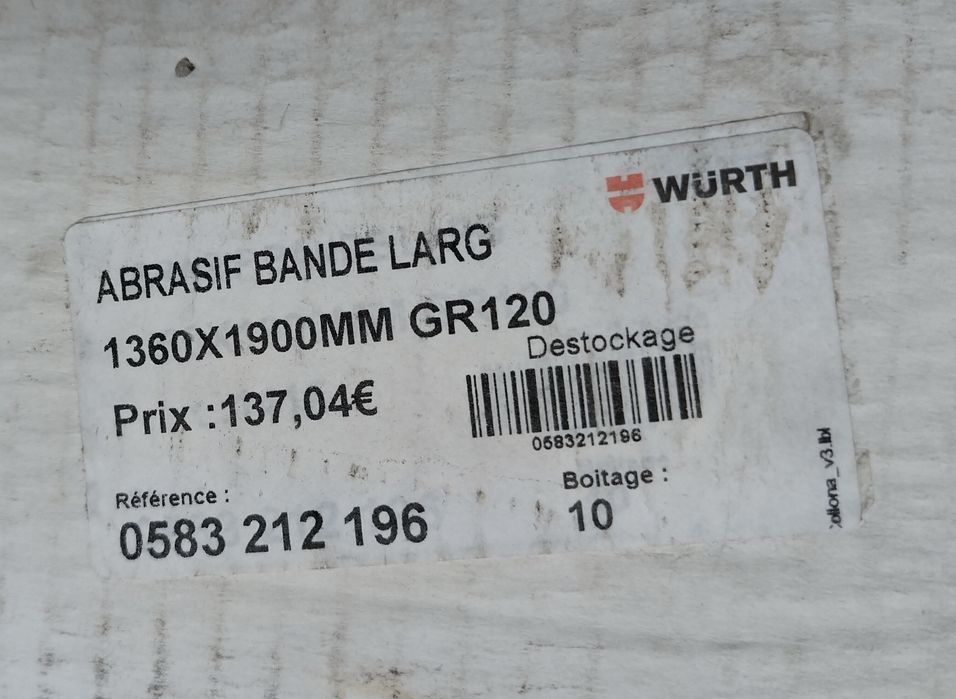 WÜRTH
ABRASIF BANDE LARG
1360X1900MM GR120
Destockage
Prix :137,04€
0583212196
Référence :
0583 212 196
Boitage :
10